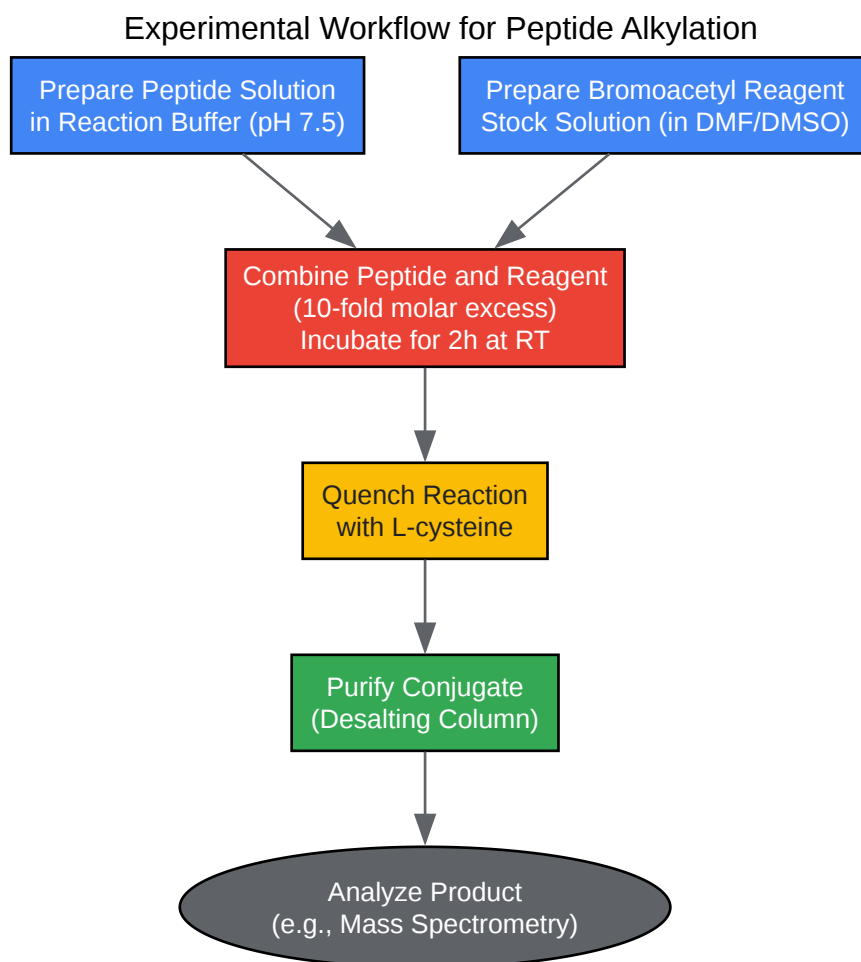 Experimental Workflow for Peptide Alkylation
Prepare Peptide Solution
in Reaction Buffer (pH 7.5)
Prepare Bromoacetyl Reagent
Stock Solution (in DMF/DMSO)
Combine Peptide and Reagent
(10-fold molar excess)
Incubate for 2h at RT
Quench Reaction
with L-cysteine
Purify Conjugate
(Desalting Column)
Analyze Product
(e.g., Mass Spectrometry)